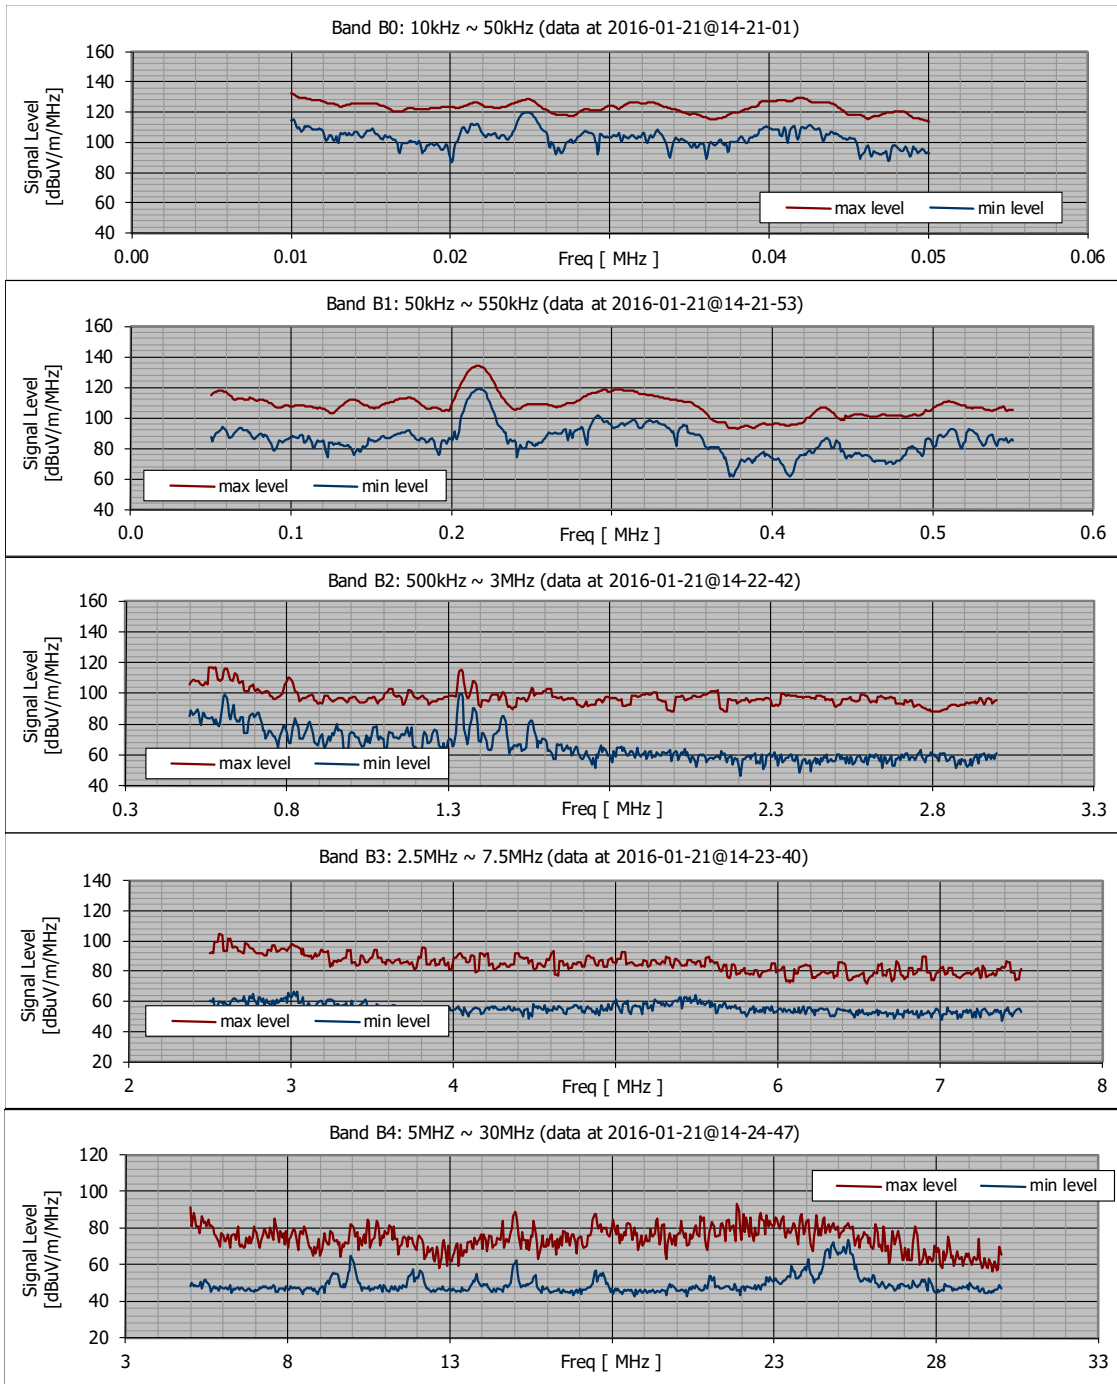 Band B0: 10kHz ~ 50kHz (data at 2016-01-21@14-21-01)
Signal Level
[dBuV/m/MHz]
160
140
120
100
80
60
40
max level min level
0.00 0.01 0.02 Freq [ MHz ] 0.04 0.05 0.06
Band B1: 50kHz ~ 550kHz (data at 2016-01-21@14-21-53)
Signal Level
[dBuV/m/MHz]
160
140
120
100
80
60
40
max level min level
0.0 0.1 0.2 Freq [ MHz ] 0.4 0.5 0.6
Band B2: 500kHz ~ 3MHz (data at 2016-01-21@14-22-42)
Signal Level
[dBuV/m/MHz]
160
140
120
100
80
60
40
max level min level
0.3 0.8 1.3 Freq [ MHz ] 2.3 2.8 3.3
Band B3: 2.5MHz ~ 7.5MHz (data at 2016-01-21@14-23-40)
Signal Level
[dBuV/m/MHz]
140
120
100
80
60
40
20
max level min level
2 3 4 Freq [ MHz ] 6 7 8
Band B4: 5MHZ ~ 30MHz (data at 2016-01-21@14-24-47)
Signal Level
[dBuV/m/MHz]
120
100
80
60
40
20
max level min level
3 8 13 Freq [ MHz ] 23 28 33